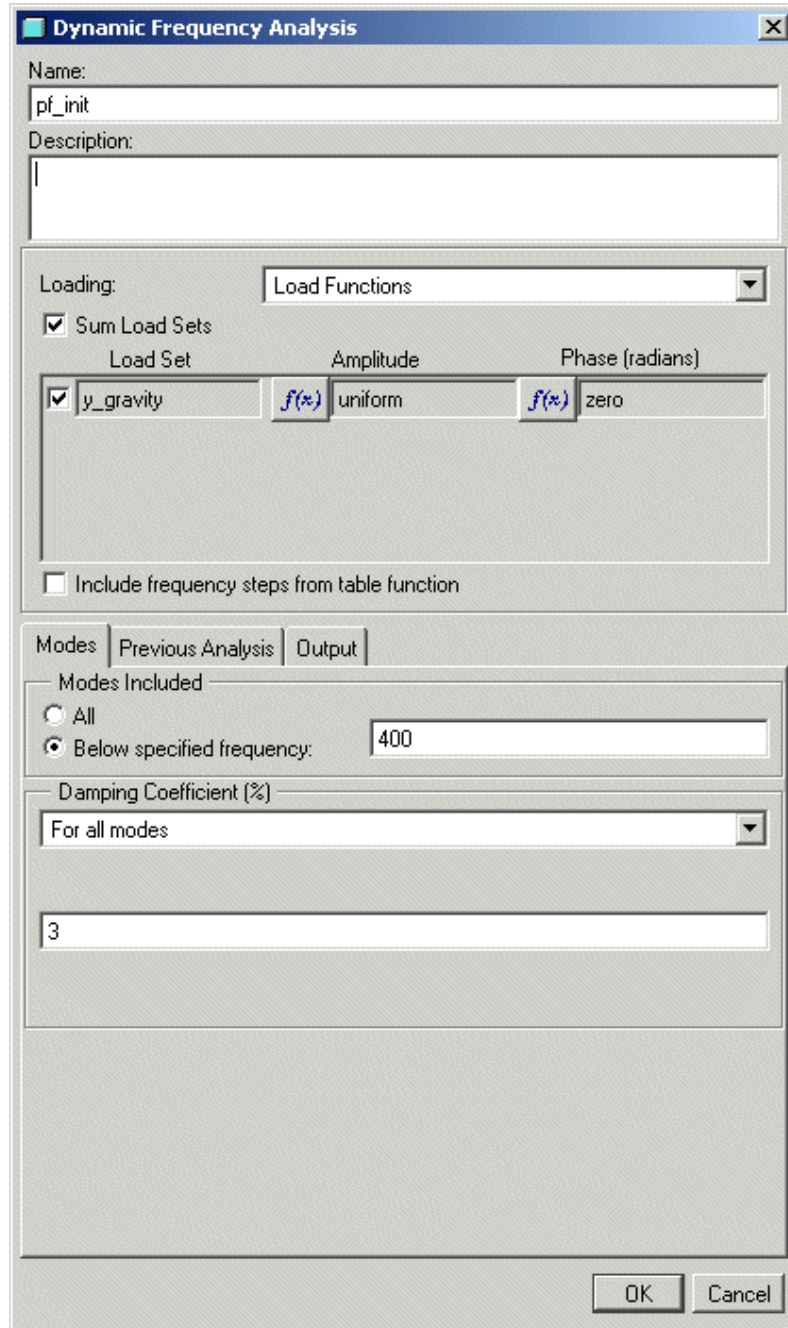 Dynamic Frequency Analysis
Name:
pf_init
Description:
Loading: Load Functions
Sum Load Sets
Load Set Amplitude Phase (radians)
y_gravity f(x) uniform f(x) zero
Include frequency steps from table function
Modes Previous Analysis Output
Modes Included
All
Below specified frequency: 400
Damping Coefficient (%)
For all modes
3
OK Cancel